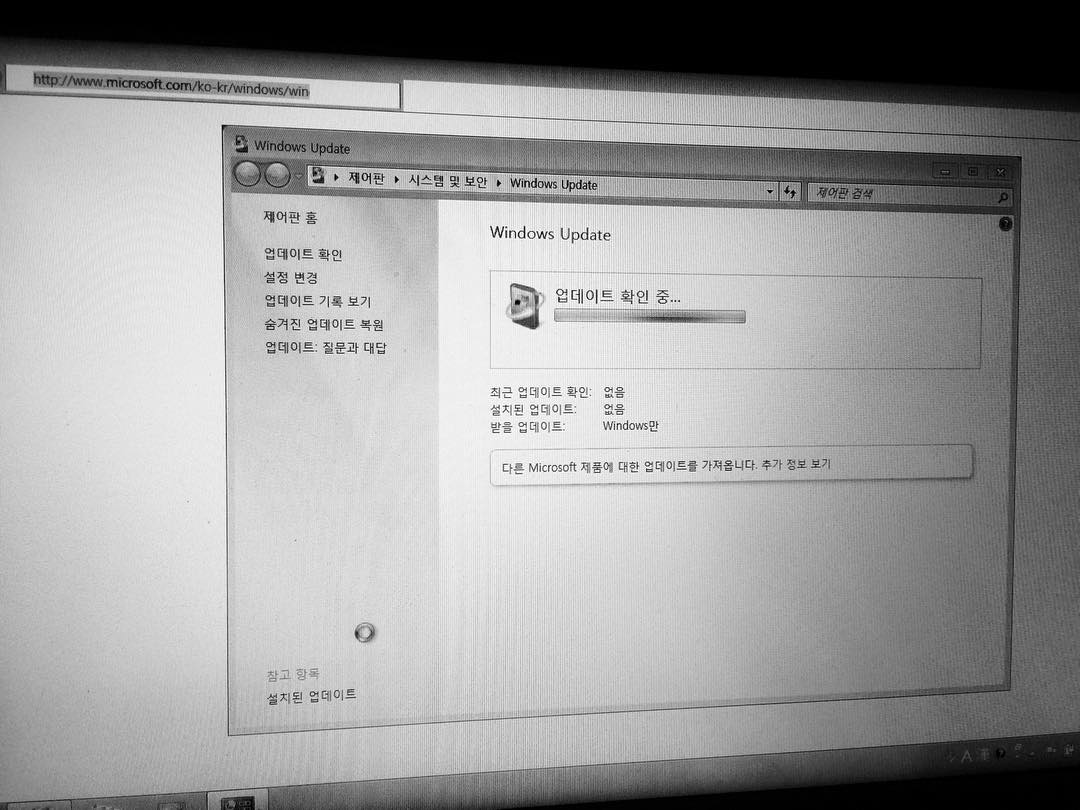 http://www.microsoft.com/ko-kr/windows/win
Windows Update
제어판 시스템 및 보안 Windows Update
제어판 검색
제어판 홈
업데이트 확인
설정 변경
업데이트 기록 보기
숨겨진 업데이트 복원
업데이트: 질문과 대답
Windows Update
업데이트 확인 중...
최근 업데이트 확인: 없음
설치된 업데이트: 없음
받을 업데이트: Windows만
다른 Microsoft 제품에 대한 업데이트를 가져옵니다. 추가 정보 보기
참고 항목
설치된 업데이트
A 漢